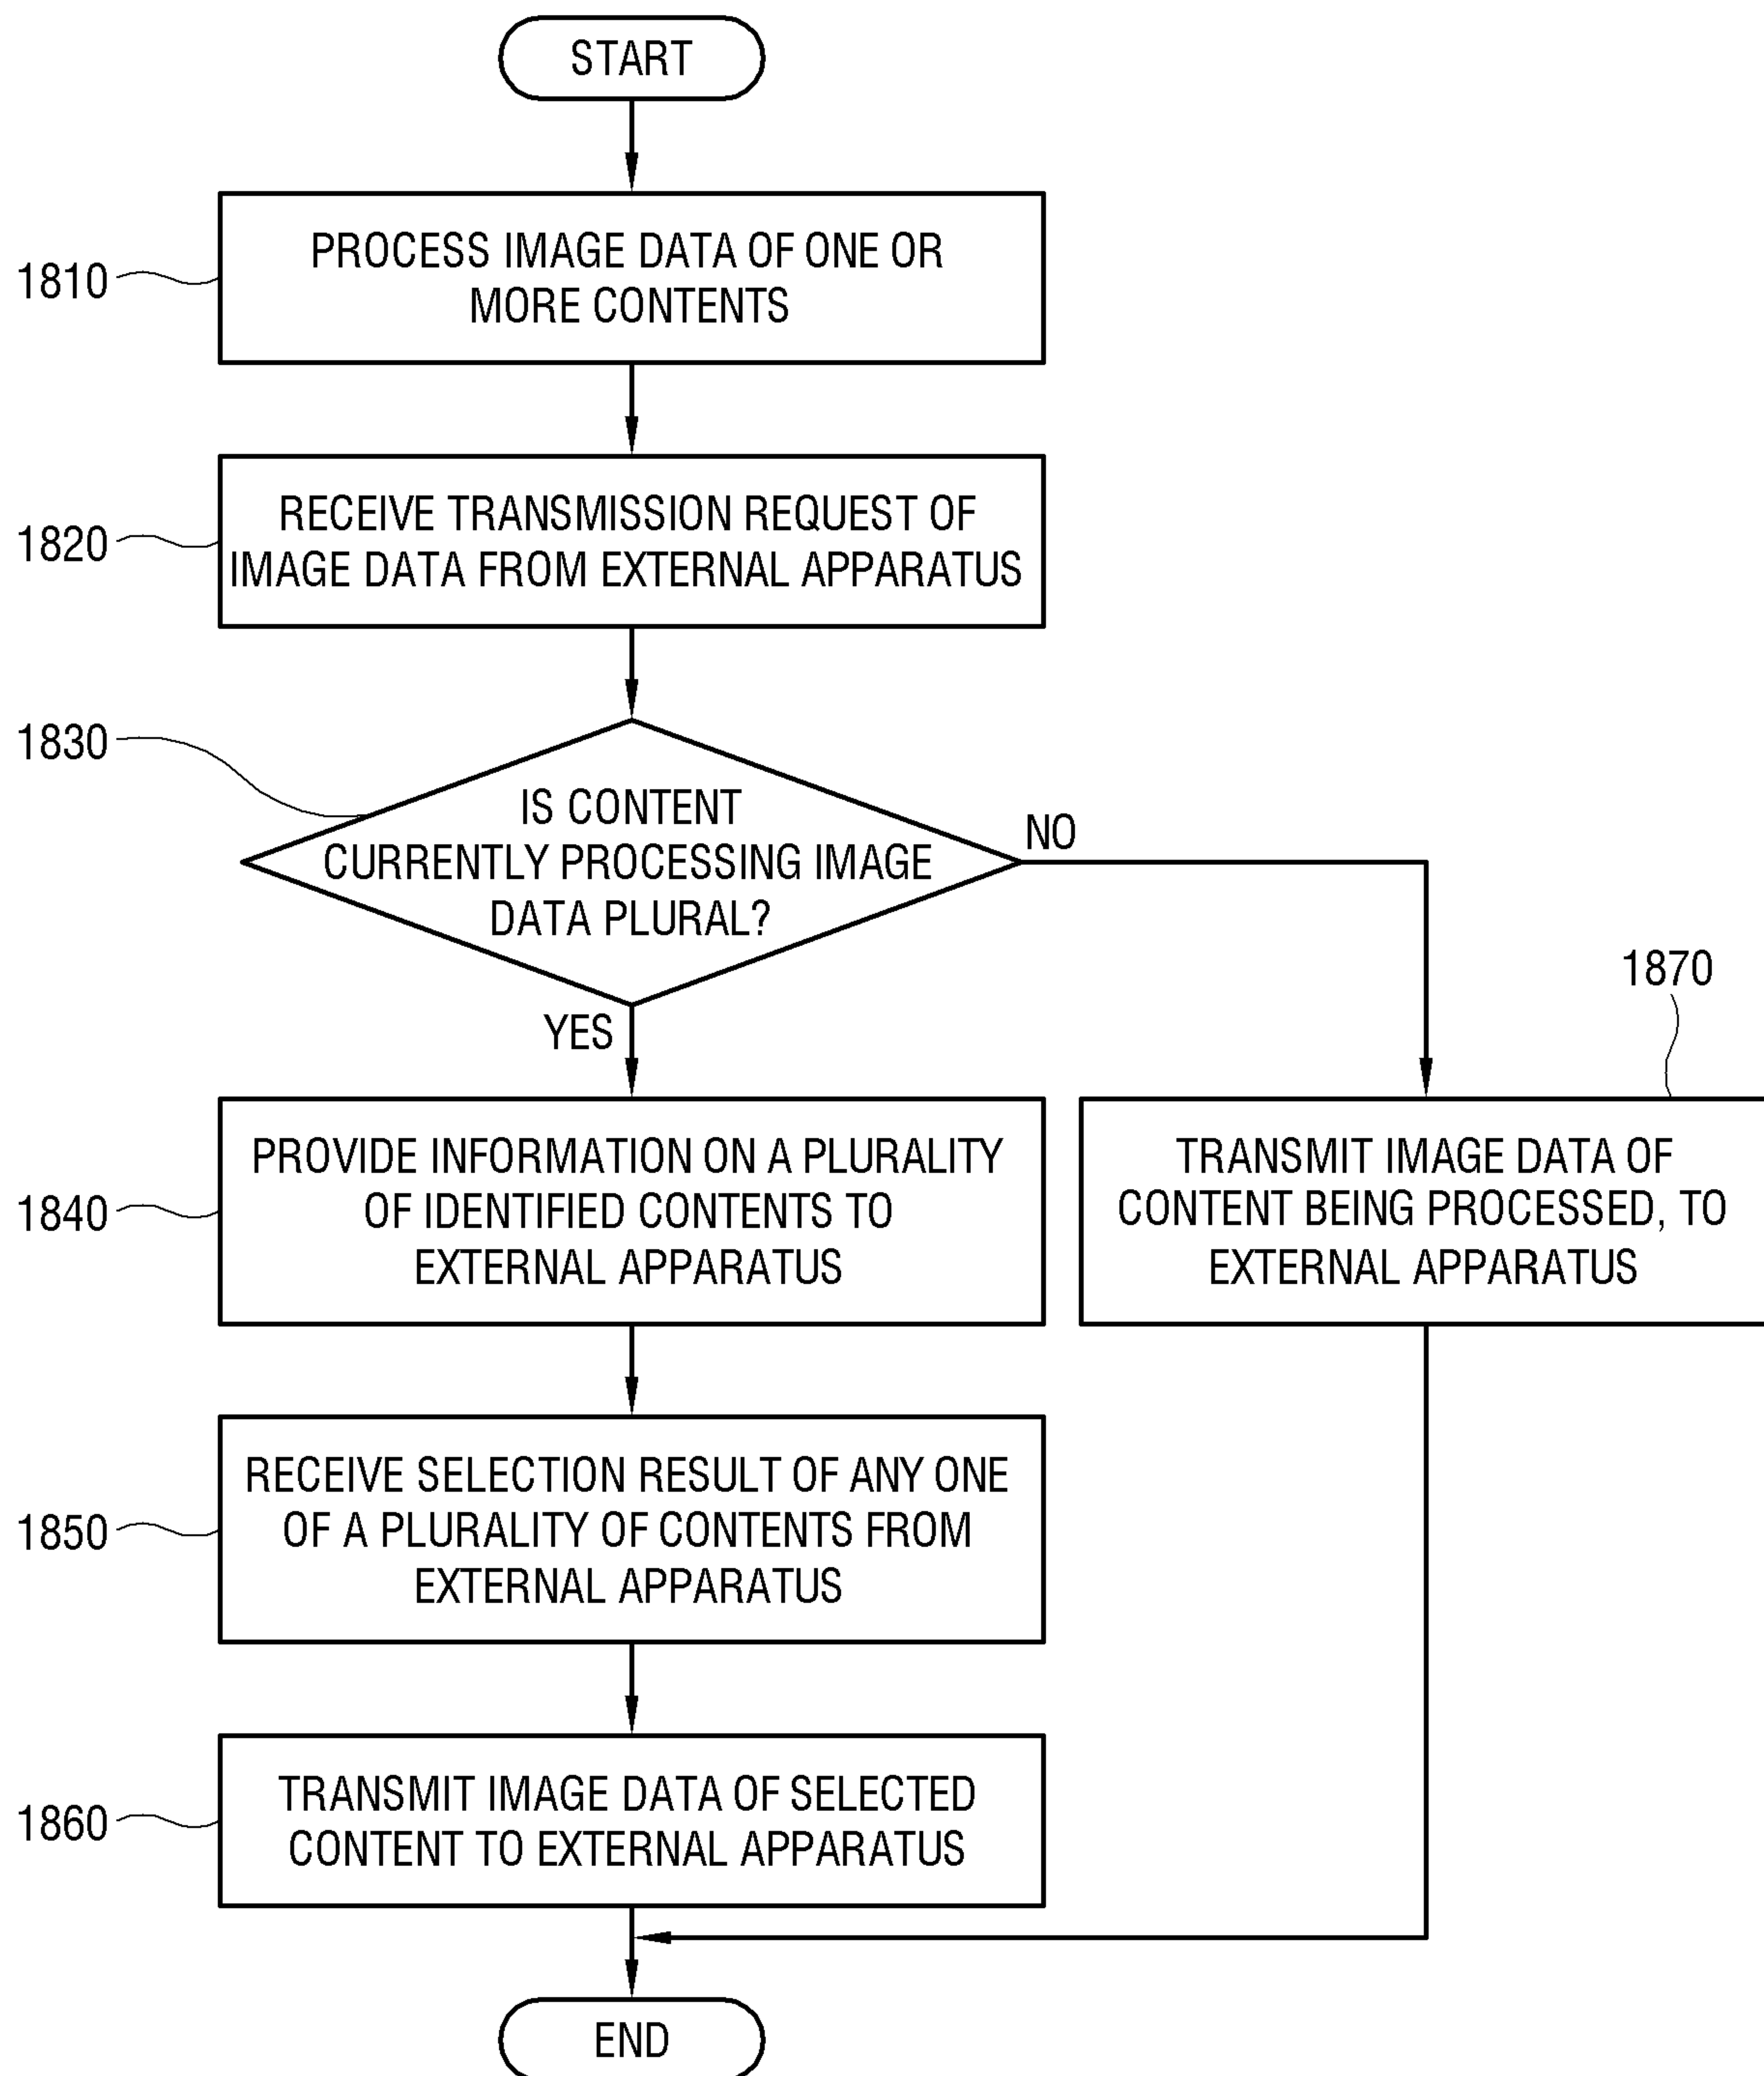 START
1810
PROCESS IMAGE DATA OF ONE OR
MORE CONTENTS
1820
RECEIVE TRANSMISSION REQUEST OF
IMAGE DATA FROM EXTERNAL APPARATUS
1830
IS CONTENT
CURRENTLY PROCESSING IMAGE
DATA PLURAL?
NO
YES
1840
PROVIDE INFORMATION ON A PLURALITY
OF IDENTIFIED CONTENTS TO
EXTERNAL APPARATUS
1870
TRANSMIT IMAGE DATA OF
CONTENT BEING PROCESSED, TO
EXTERNAL APPARATUS
1850
RECEIVE SELECTION RESULT OF ANY ONE
OF A PLURALITY OF CONTENTS FROM
EXTERNAL APPARATUS
1860
TRANSMIT IMAGE DATA OF SELECTED
CONTENT TO EXTERNAL APPARATUS
END